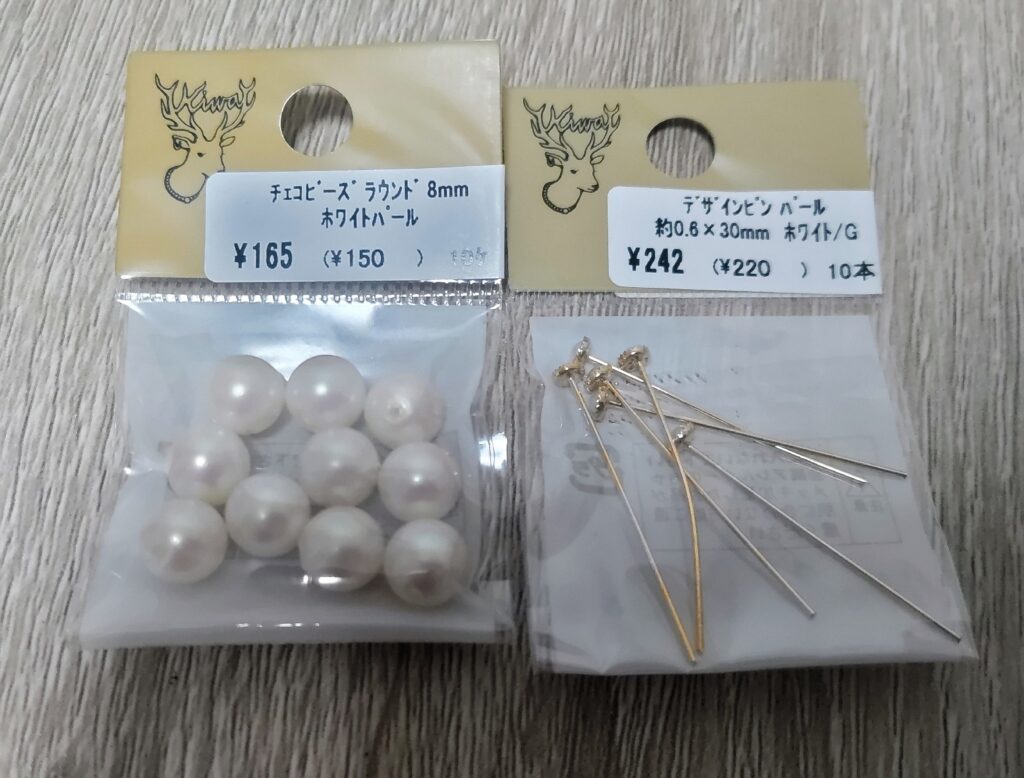 Kiwa
チェコビーズ ラウンド 8mm
ホワイトパール
¥165 (¥150 )
Kiwa
デザインピン パール
約0.6×30mm ホワイト/G
¥242 (¥220 ) 10本